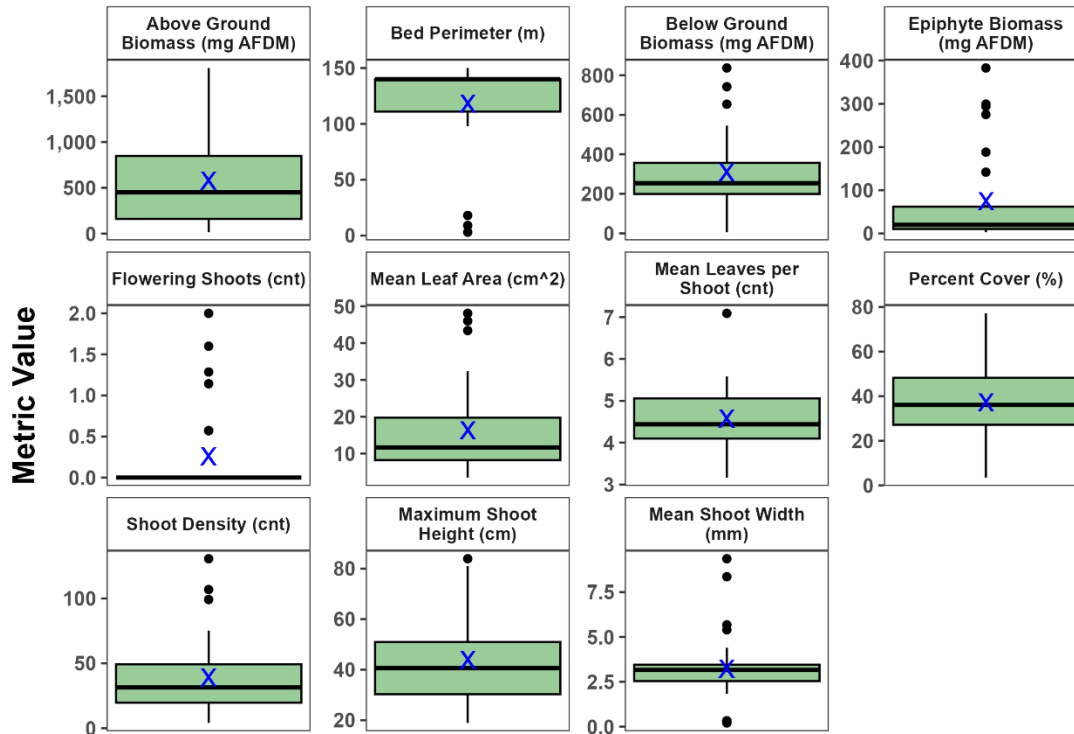 Above Ground
Biomass (mg AFDM)
Bed Perimeter (m)
Below Ground
Biomass (mg AFDM)
Epiphyte Biomass
(mg AFDM)
1,500
1,000
500
0
150
100
50
0
800
600
400
200
0
400
300
200
100
0
Flowering Shoots (cnt)
Mean Leaf Area (cm^2)
Mean Leaves per
Shoot (cnt)
Percent Cover (%)
2.0
1.5
1.0
0.5
0.0
50
40
30
20
10
7
6
5
4
3
80
60
40
20
0
Metric Value
Shoot Density (cnt)
Maximum Shoot
Height (cm)
Mean Shoot Width
(mm)
100
50
0
80
60
40
20
7.5
5.0
2.5
0.0